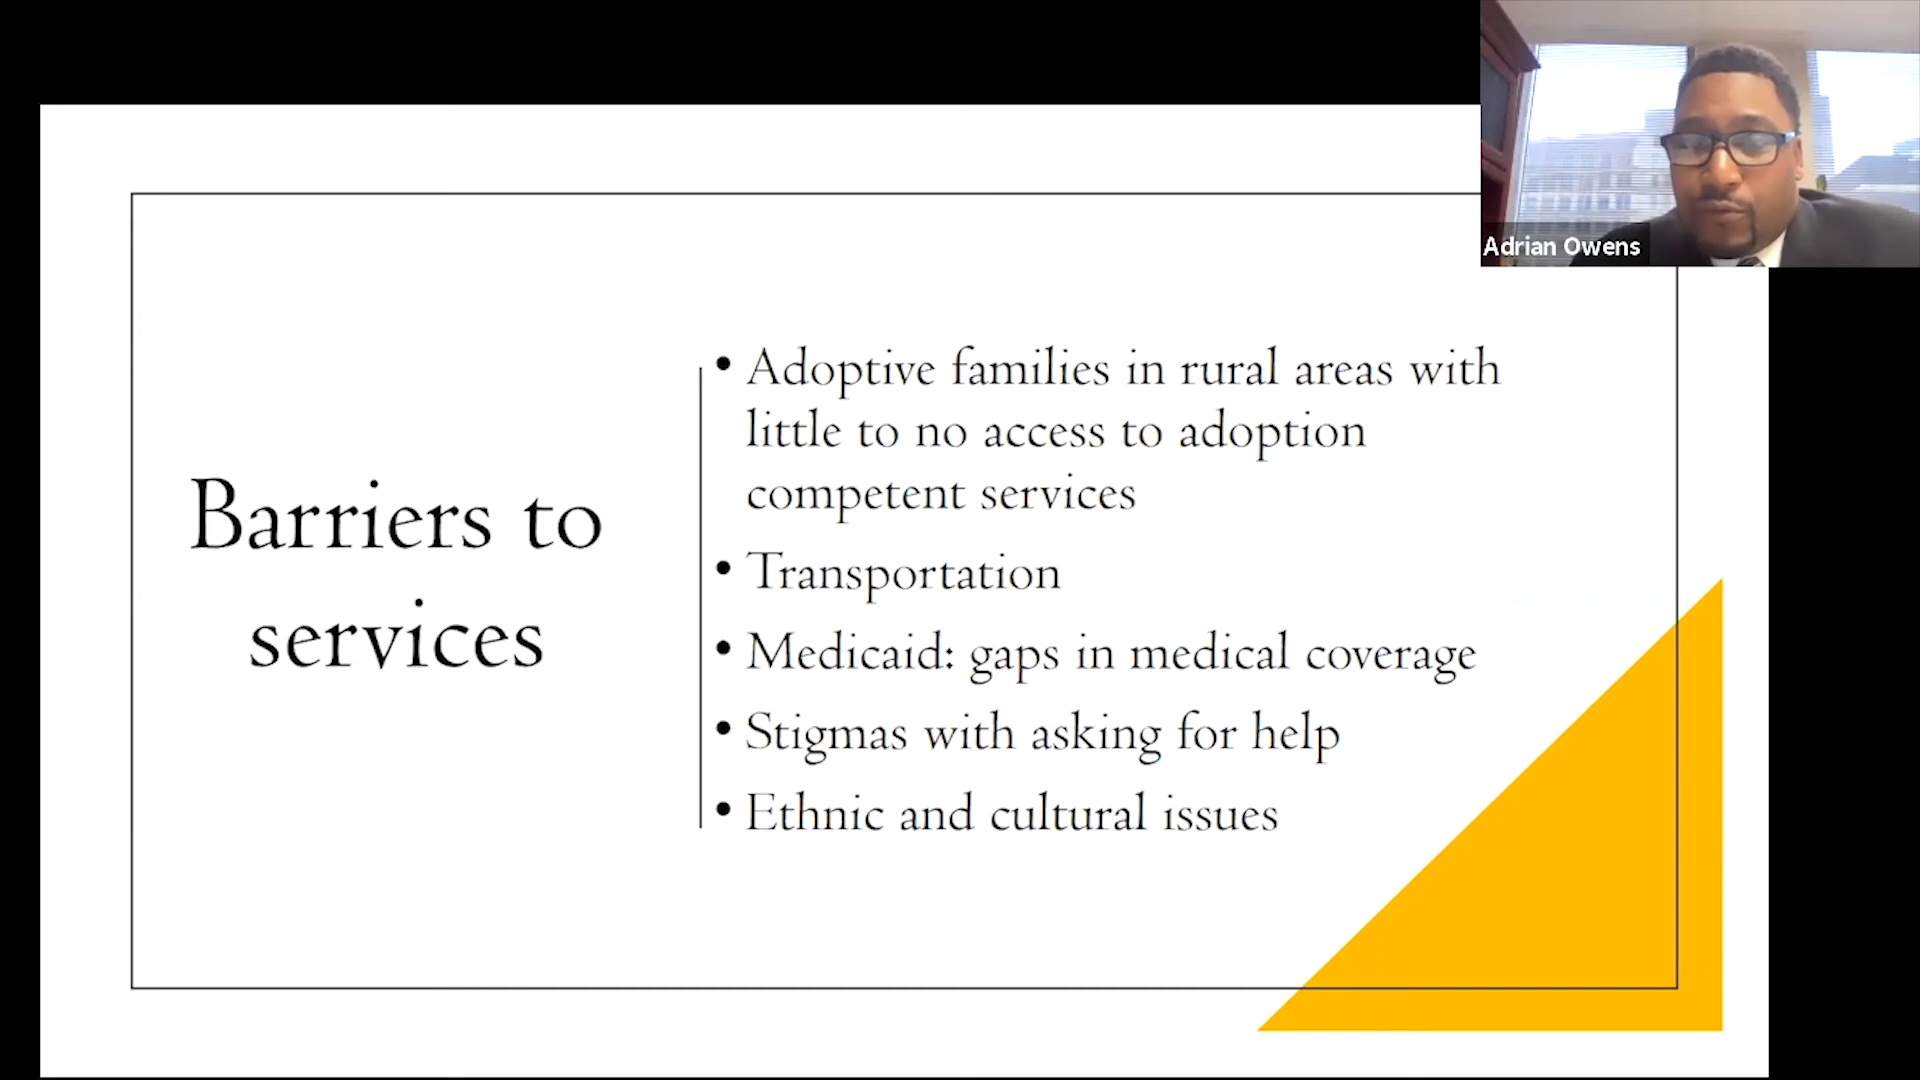 Adrian Owens
Barriers to
services
• Adoptive families in rural areas with
little to no access to adoption
competent services
• Transportation
• Medicaid: gaps in medical coverage
• Stigmas with asking for help
• Ethnic and cultural issues